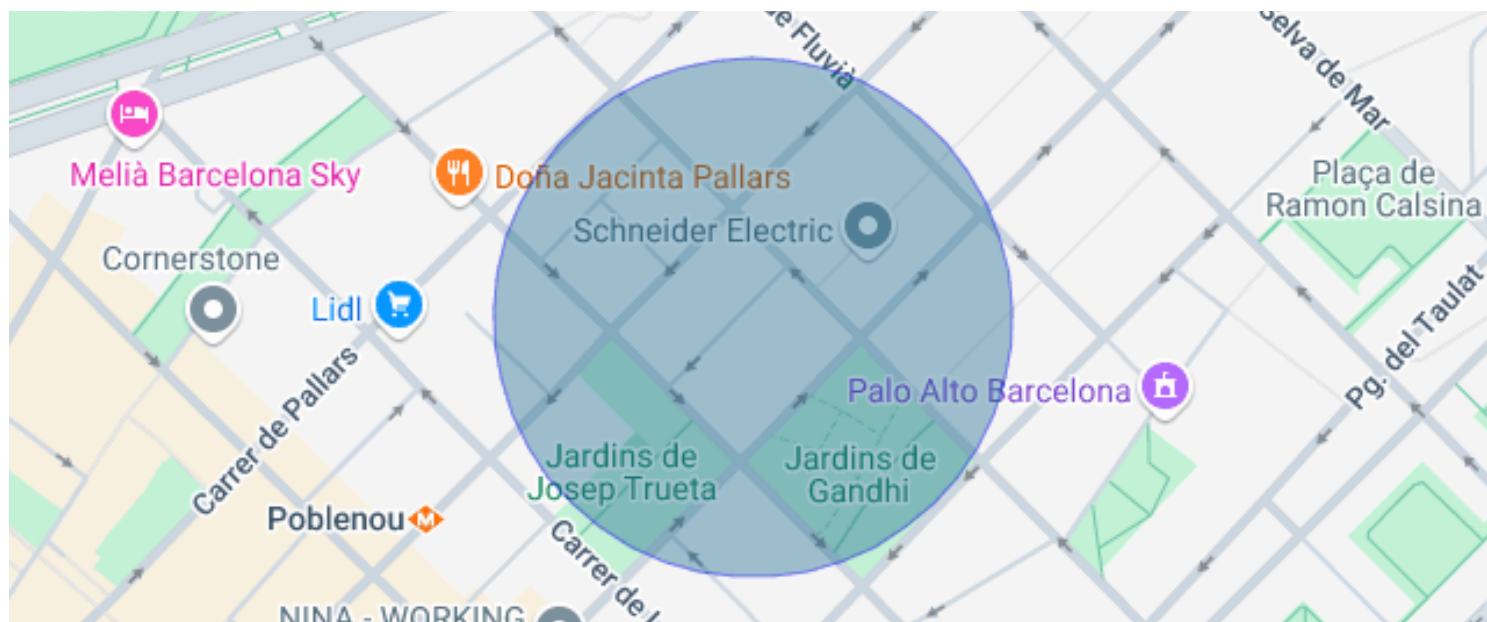 de Fluvià
Selva de Mar
Melià Barcelona Sky
Doña Jacinta Pallars
Plaça de
Ramon Calsina
Schneider Electric
Cornerstone
Lidl
Pg. del Taulat
Carrer de Pallars
Palo Alto Barcelona
Jardins de
Josep Trueta
Jardins de
Gandhi
Poblenou
M
Carrer de
NINA - WORKING